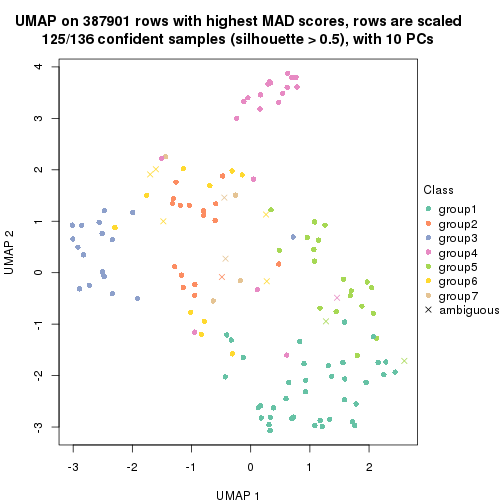 UMAP on 387901 rows with highest MAD scores, rows are scaled
125/136 confident samples (silhouette > 0.5), with 10 PCs
4
3
2
1
0
-1
-2
-3
UMAP 2
-3
-2
-1
0
1
2
UMAP 1
Class
group1
group2
group3
group4
group5
group6
group7
ambiguous